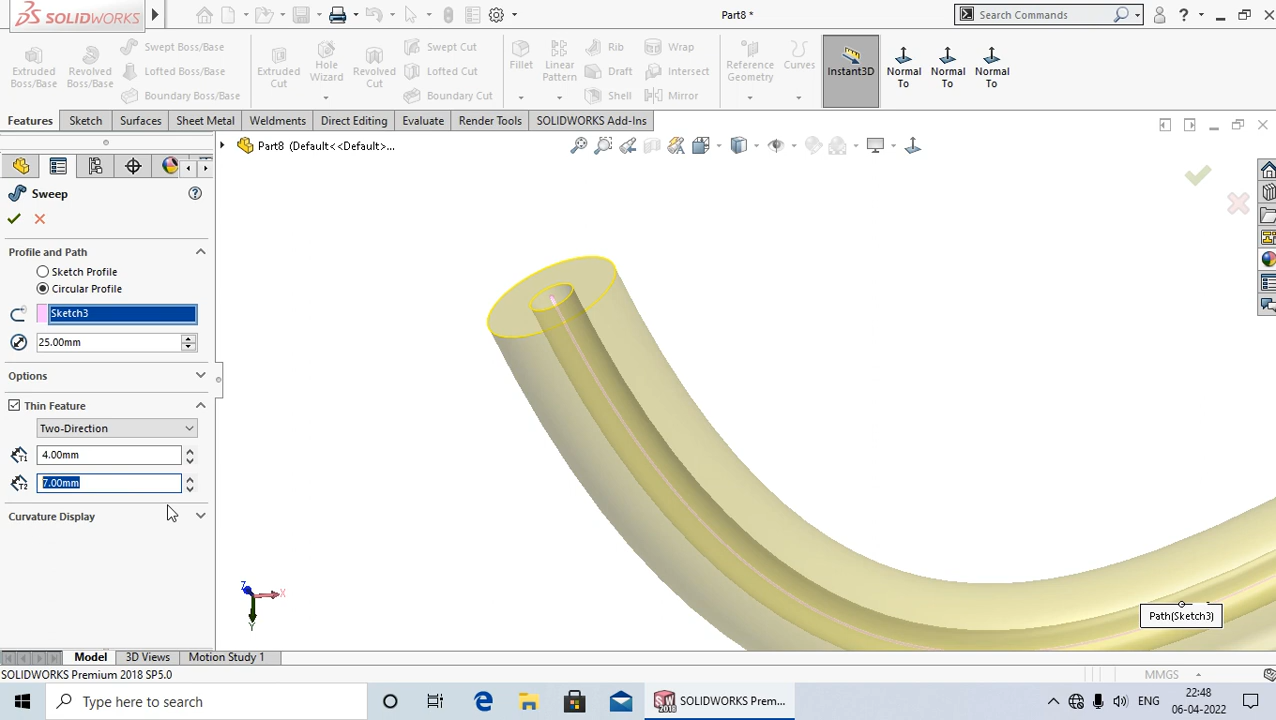 SOLIDWORKS
Part8 *
Search Commands
Extruded Boss/Base
Revolved Boss/Base
Swept Boss/Base
Lofted Boss/Base
Boundary Boss/Base
Extruded Cut
Hole Wizard
Revolved Cut
Swept Cut
Lofted Cut
Boundary Cut
Fillet
Linear Pattern
Rib
Draft
Shell
Wrap
Intersect
Mirror
Reference Geometry
Curves
Instant3D
Normal To
Normal To
Normal To
Features
Sketch
Surfaces
Sheet Metal
Weldments
Direct Editing
Evaluate
Render Tools
SOLIDWORKS Add-Ins
Part8 (Default<<Default>...
Sweep
Profile and Path
Sketch Profile
Circular Profile
Sketch3
25.00mm
Options
Thin Feature
Two-Direction
T1
4.00mm
T2
7.00mm
Curvature Display
Z
X
Y
Path(Sketch3)
Model
3D Views
Motion Study 1
SOLIDWORKS Premium 2018 SP5.0
MMGS
Type here to search
SW 2018
SOLIDWORKS Prem...
ENG
22:48
06-04-2022